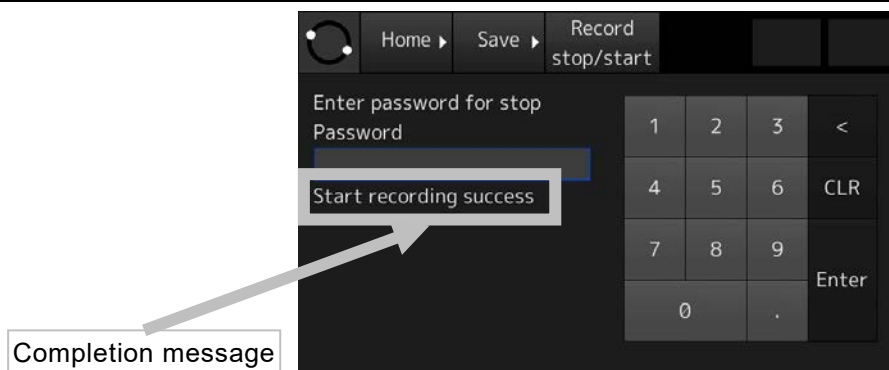 Home Save Record
stop/start
Enter password for stop
Password
Start recording success
1 2 3 <
4 5 6 CLR
7 8 9
Enter
0 .
Completion message